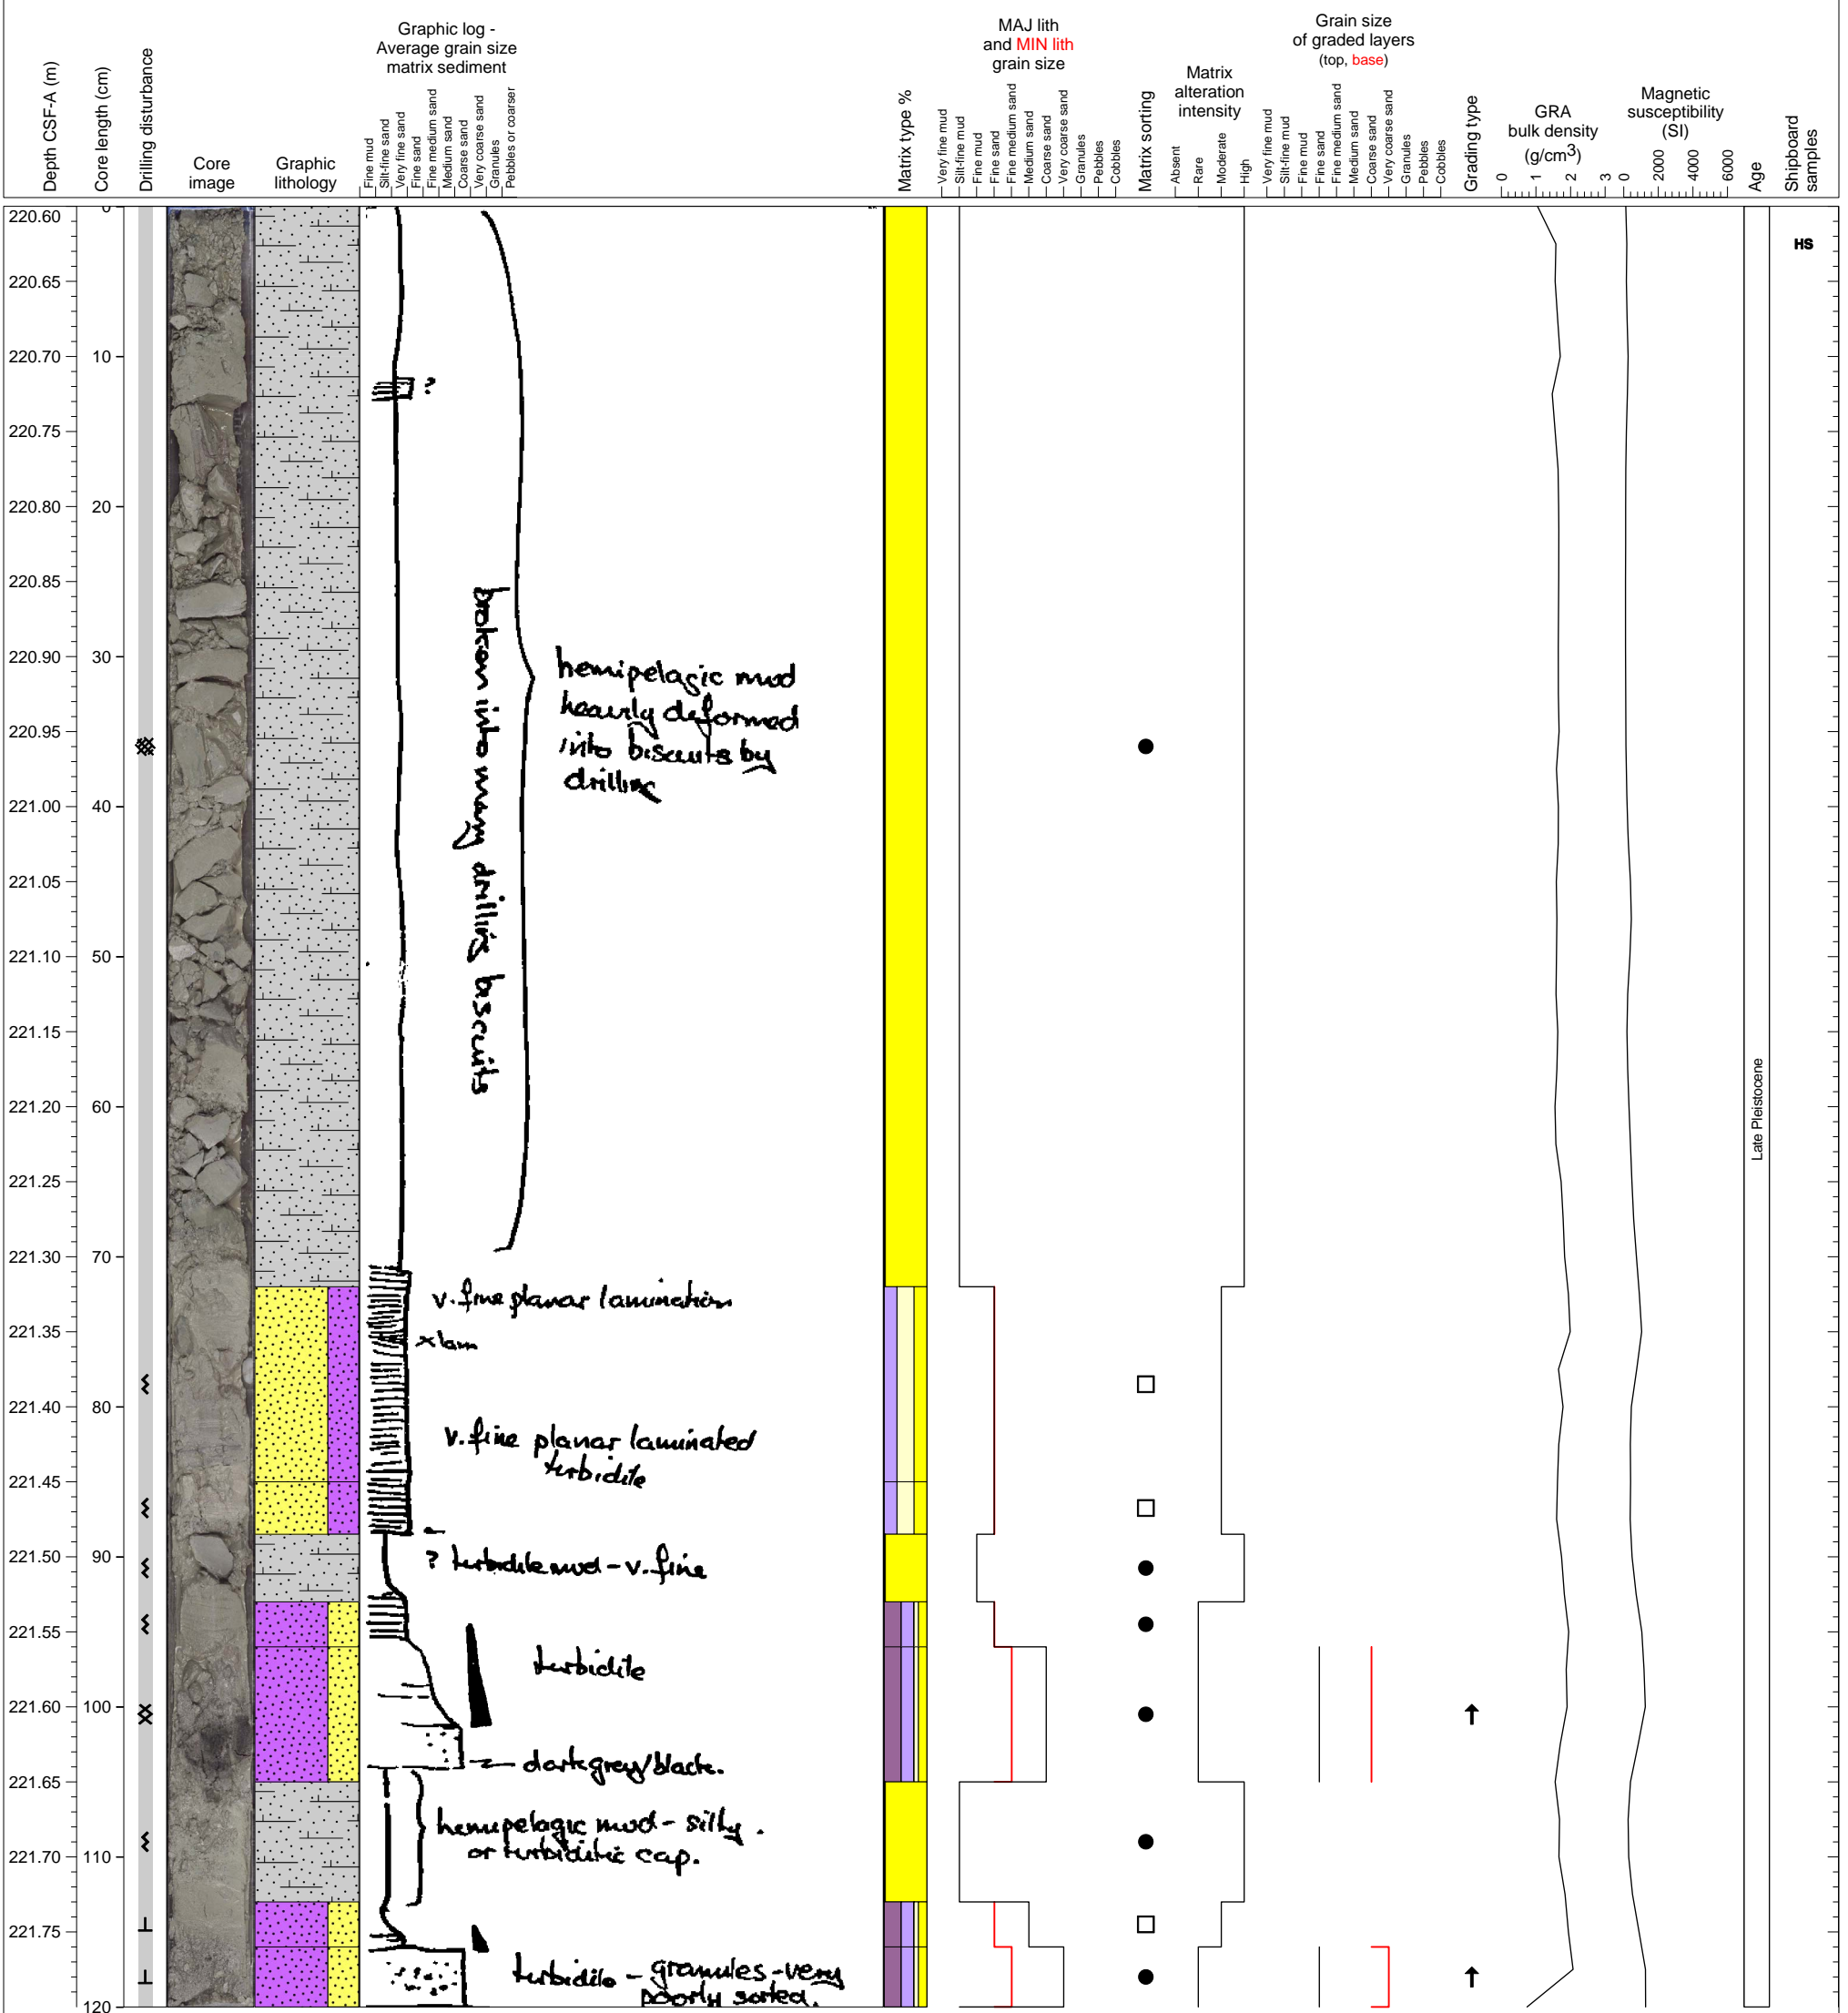 Depth CSF-A (m)
Core length (cm)
Drilling disturbance
Core
image
Graphic
lithology
Graphic log -
Average grain size
matrix sediment
Fine mud
Silt-fine sand
Very fine sand
Fine sand
Fine medium sand
Medium sand
Coarse sand
Very coarse sand
Granules
Pebbles or coarser
Matrix type %
MAJ lith
and MIN lith
grain size
Very fine mud
Silt-fine mud
Fine mud
Fine sand
Fine medium sand
Medium sand
Coarse sand
Very coarse sand
Granules
Pebbles
Cobbles
Matrix sorting
Matrix
alteration
intensity
Absent
Rare
Moderate
High
Grain size
of graded layers
(top, base)
Very fine mud
Silt-fine mud
Fine mud
Fine sand
Fine medium sand
Medium sand
Coarse sand
Very coarse sand
Granules
Pebbles
Cobbles
Grading type
GRA
bulk density
(g/cm3)
0
1
2
3
Magnetic
susceptibility
(SI)
0
2000
4000
6000
Age
Shipboard
samples
220.60
220.65
220.70
220.75
220.80
220.85
220.90
220.95
221.00
221.05
221.10
221.15
221.20
221.25
221.30
221.35
221.40
221.45
221.50
221.55
221.60
221.65
221.70
221.75
0
10
20
30
40
50
60
70
80
90
100
110
120
?
broken into many drilling biscuits
hemipelagic mud
heavily deformed
into biscuits by
drilling
v. fine planar lamination
x lam
v. fine planar laminated
turbidite
? turbidite mud - v. fine
turbidite
dark grey/black.
hemipelagic mud - silty.
or turbiditic cap.
turbidite - granules - very
poorly sorted.
Late Pleistocene
HS